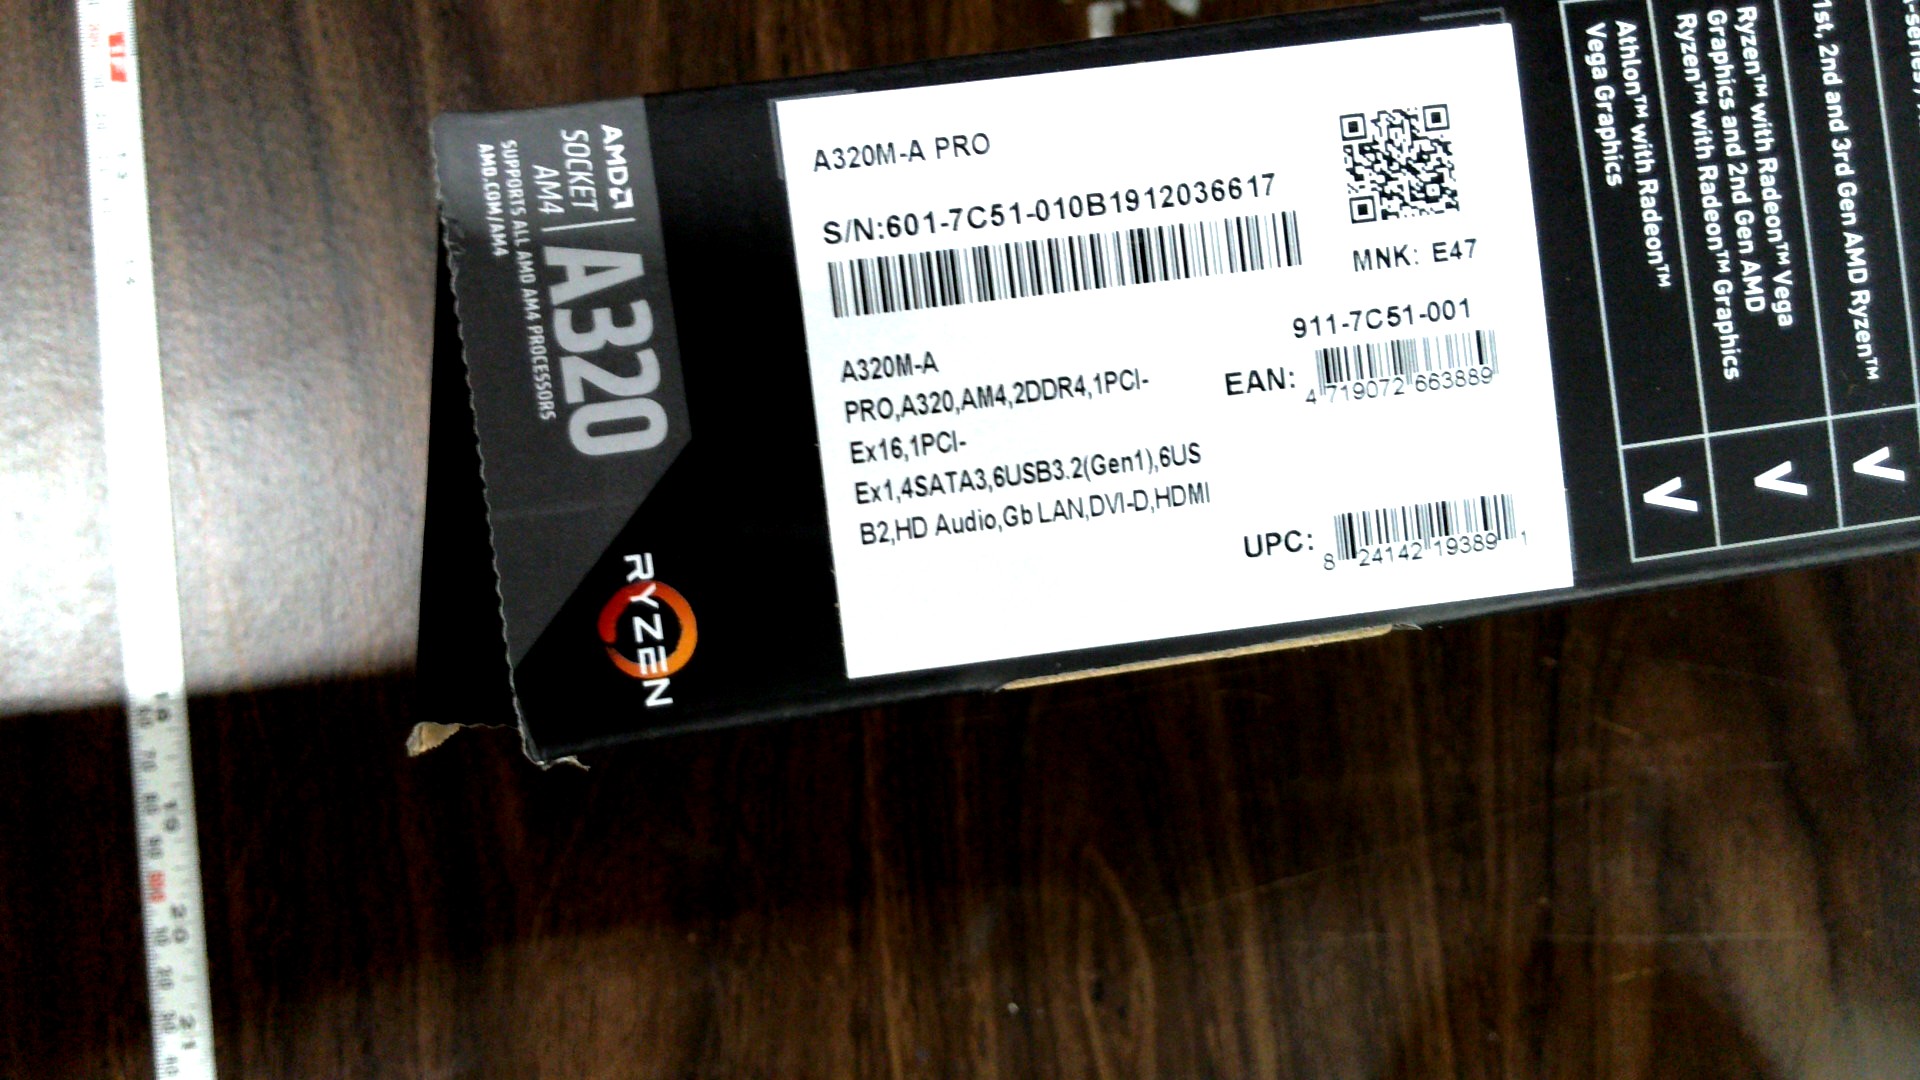 A320M-A PRO
S/N:601-7C51-010B1912036617
MNK: E47
911-7C51-001
A320M-A
PRO,A320,AM4,2DDR4,1PCI-
Ex16,1PCI-
Ex1,4SATA3,6USB3.2(Gen1),6US
B2,HD Audio,Gb LAN,DVI-D,HDMI
EAN:
4 719072 663889
UPC:
8 24142 19389 1
AMD
SOCKET
AM4
A320
SUPPORTS ALL AMD AM4 PROCESSORS
AMD.COM/AM4
RYZEN
1st, 2nd and 3rd Gen AMD Ryzen™
Ryzen™ with Radeon™ Vega
Graphics and 2nd Gen AMD
Ryzen™ with Radeon™ Graphics
Athlon™ with Radeon™
Vega Graphics
V
V
V
14
19
20
21